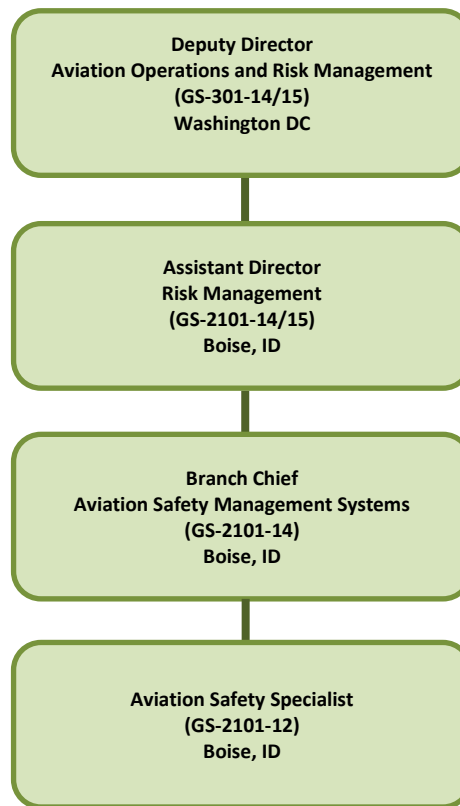 Deputy Director
Aviation Operations and Risk Management
(GS-301-14/15)
Washington DC
Assistant Director
Risk Management
(GS-2101-14/15)
Boise, ID
Branch Chief
Aviation Safety Management Systems
(GS-2101-14)
Boise, ID
Aviation Safety Specialist
(GS-2101-12)
Boise, ID